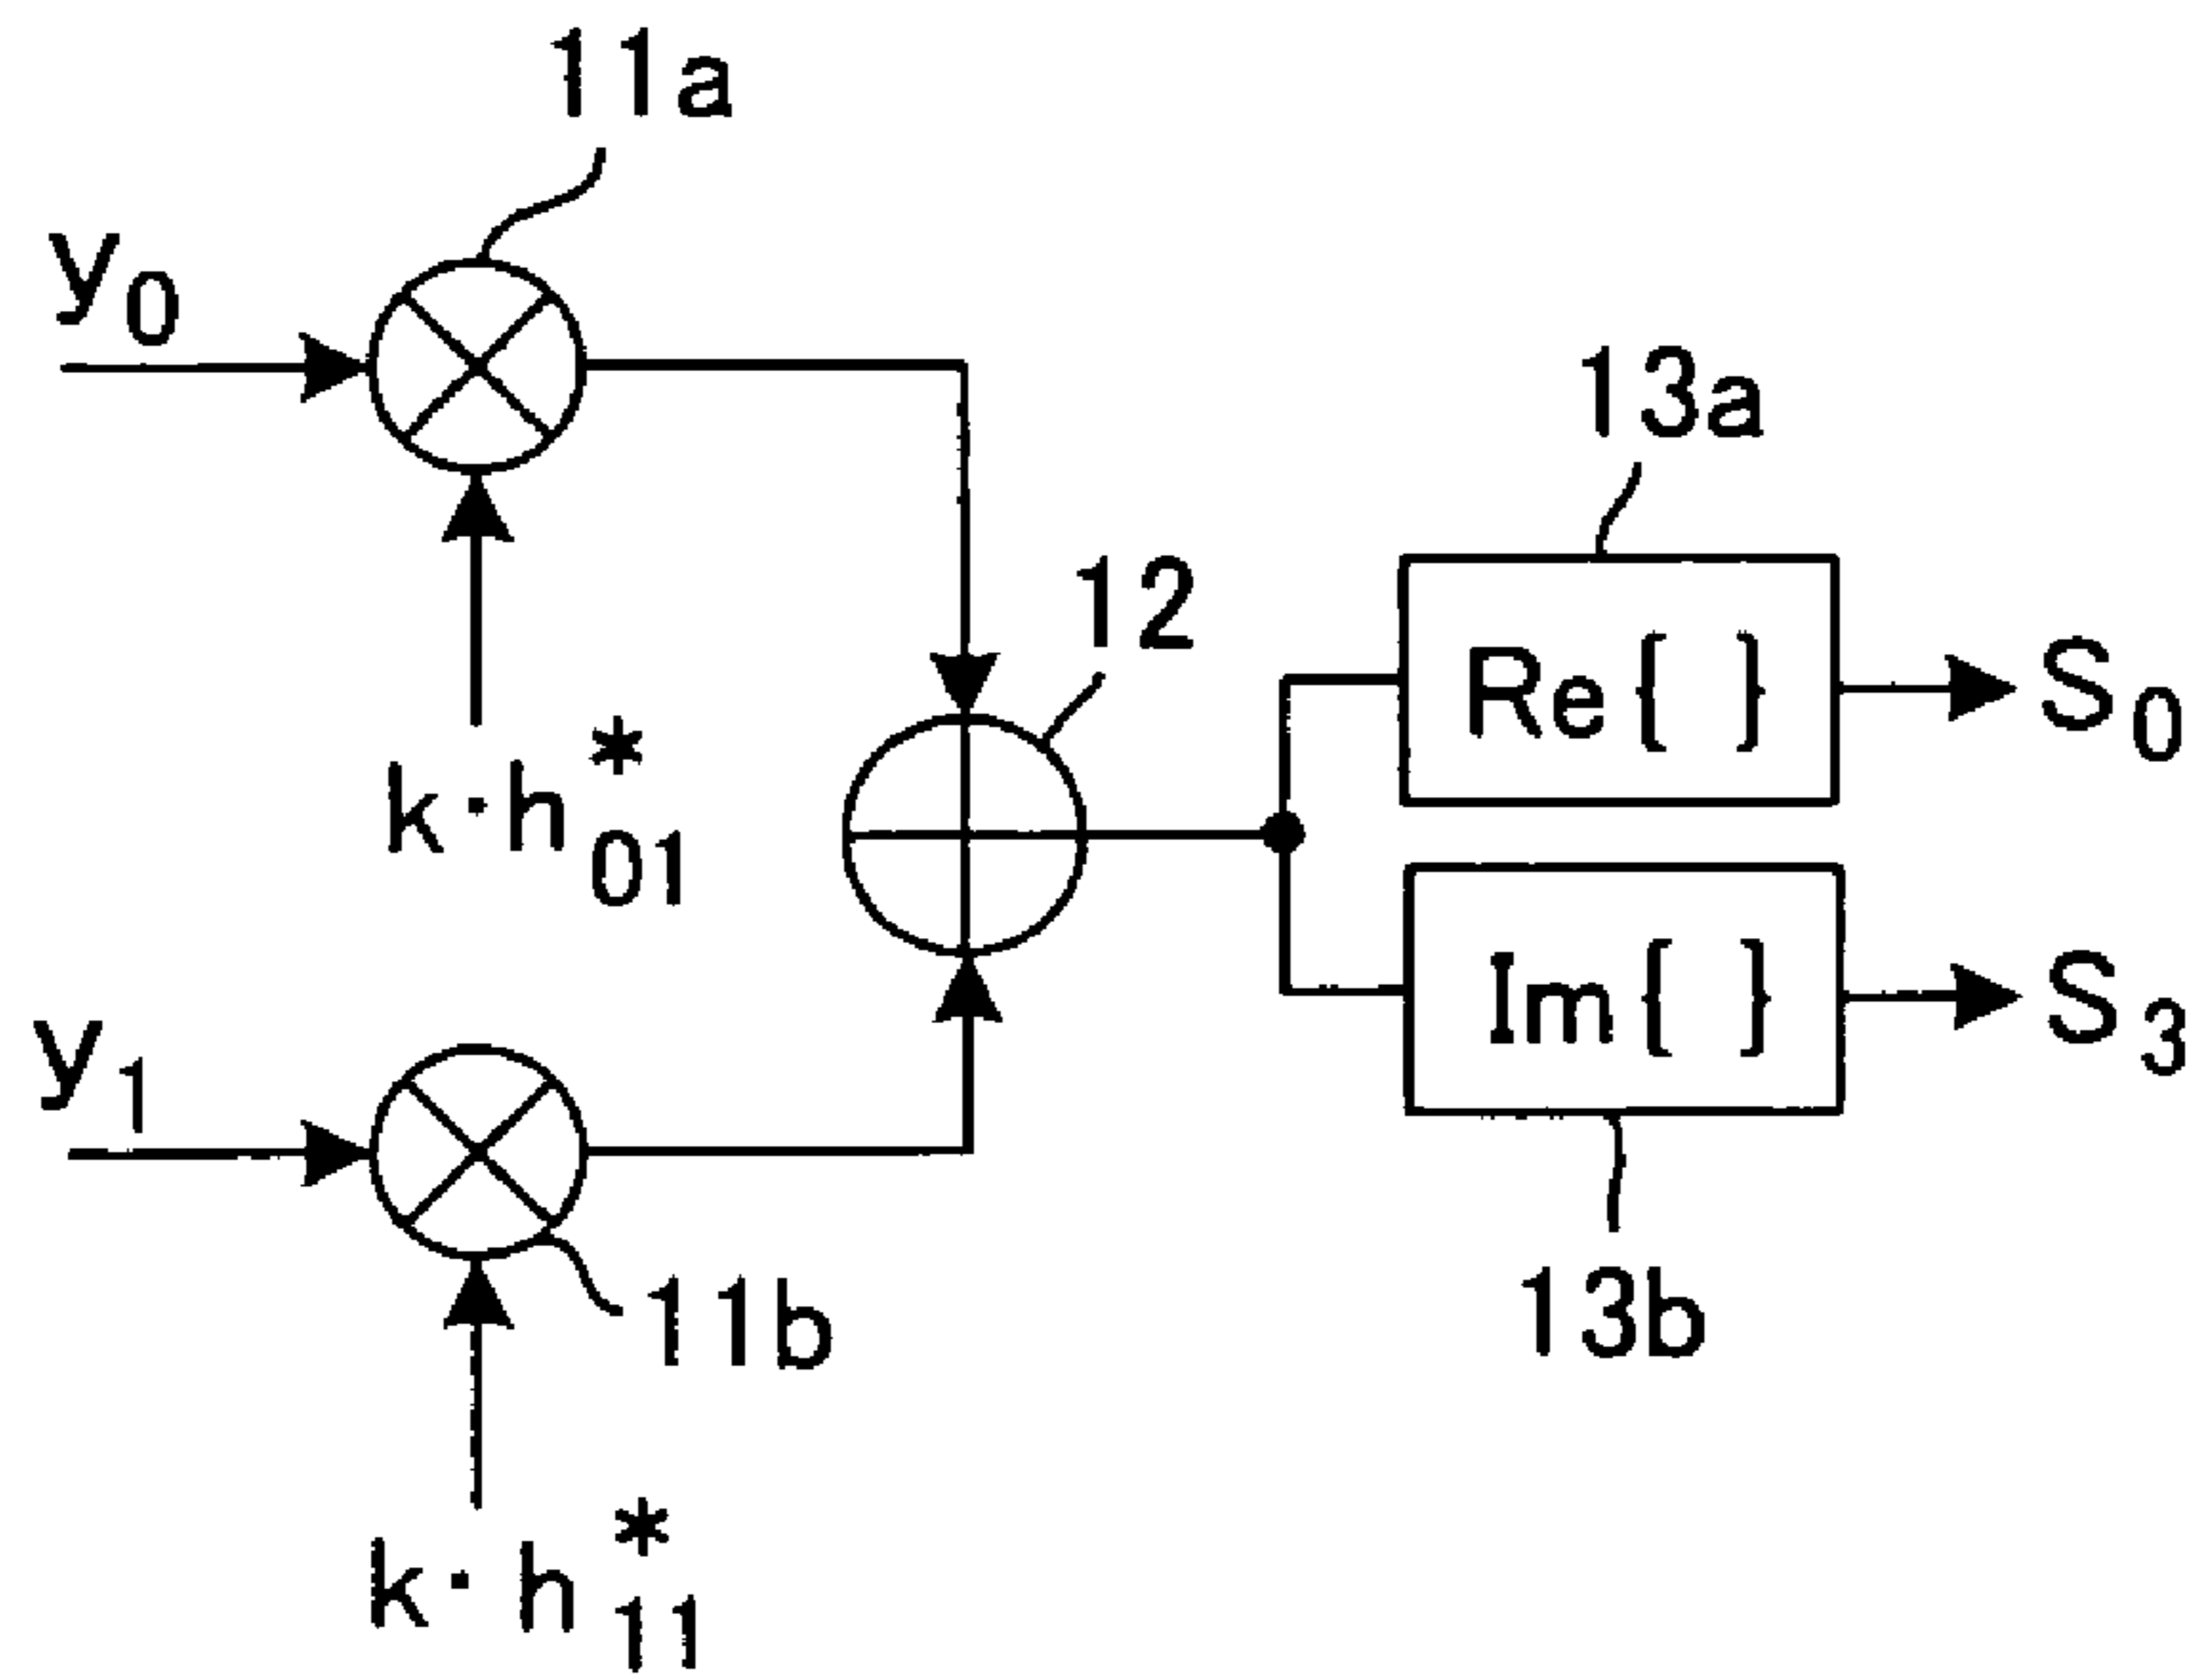 11a
y0
13a
12
Re{ }
S0
k·h*01
Im{ }
S3
y1
11b
13b
k·h*11